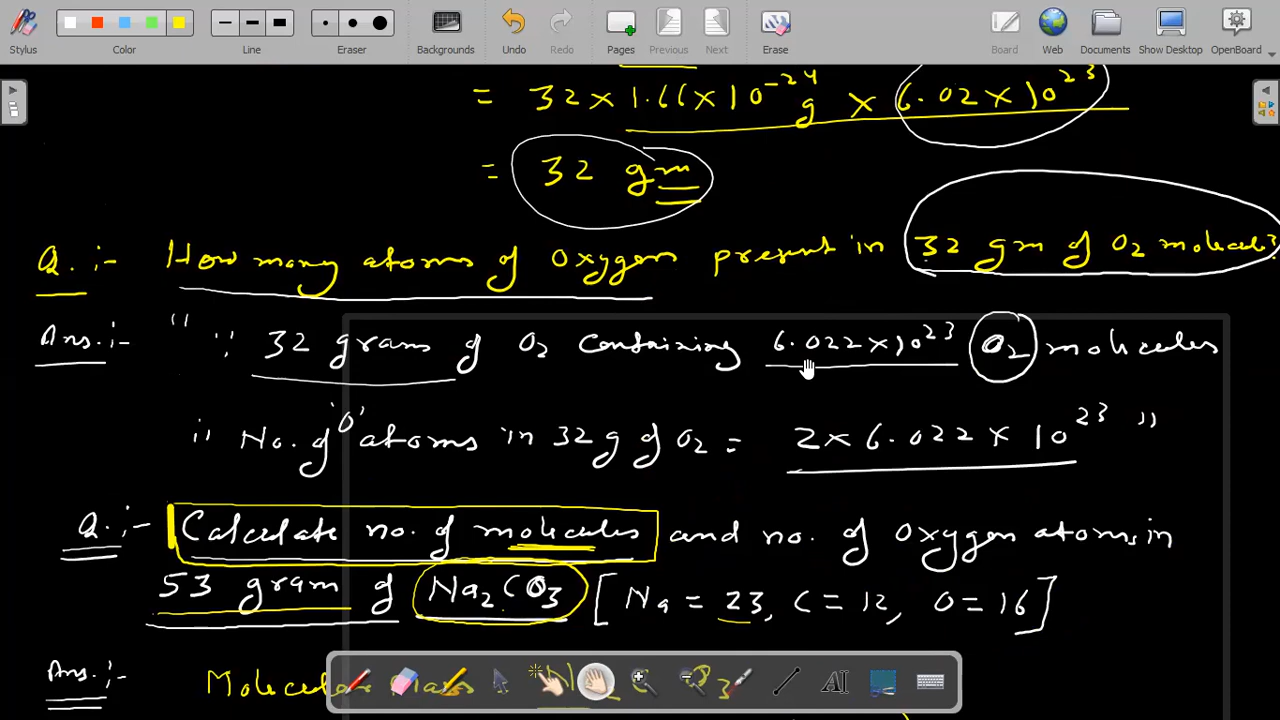 Stylus Color Line Eraser Backgrounds Undo Redo Pages Previous Next Erase Board Web Documents Show Desktop OpenBoard
= 32 × 1.66 × 10⁻²⁴ g × 6.02 × 10²³
= 32 gm
Q. :- How many atoms of Oxygen present in 32 gm of O₂ molecules?
Ans. :- " ∵ 32 grams of O₂ containing 6.022 × 10²³ O₂ molecules
∴ No. of 'O' atoms in 32 g of O₂ = 2 × 6.022 × 10²³ "
Q. :- Calculate no. of molecules and no. of Oxygen atoms in
53 gram of Na₂CO₃ [Na = 23, C = 12, O = 16]
Ans. :- Molecular Mass